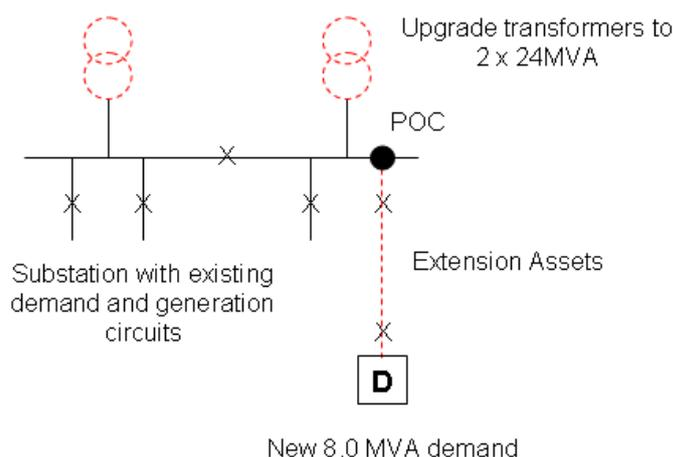 Upgrade transformers to
2 x 24MVA
POC
Extension Assets
Substation with existing
demand and generation
circuits
D
New 8.0 MVA demand